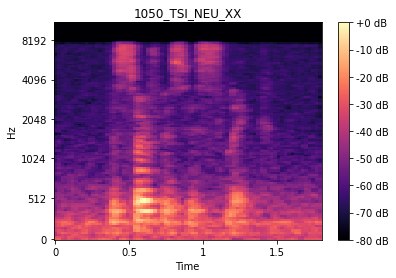 1050_TSI_NEU_XX
8192
4096
2048
1024
512
0
Hz
0
0.5
1
1.5
Time
+0 dB
-10 dB
-20 dB
-30 dB
-40 dB
-50 dB
-60 dB
-70 dB
-80 dB